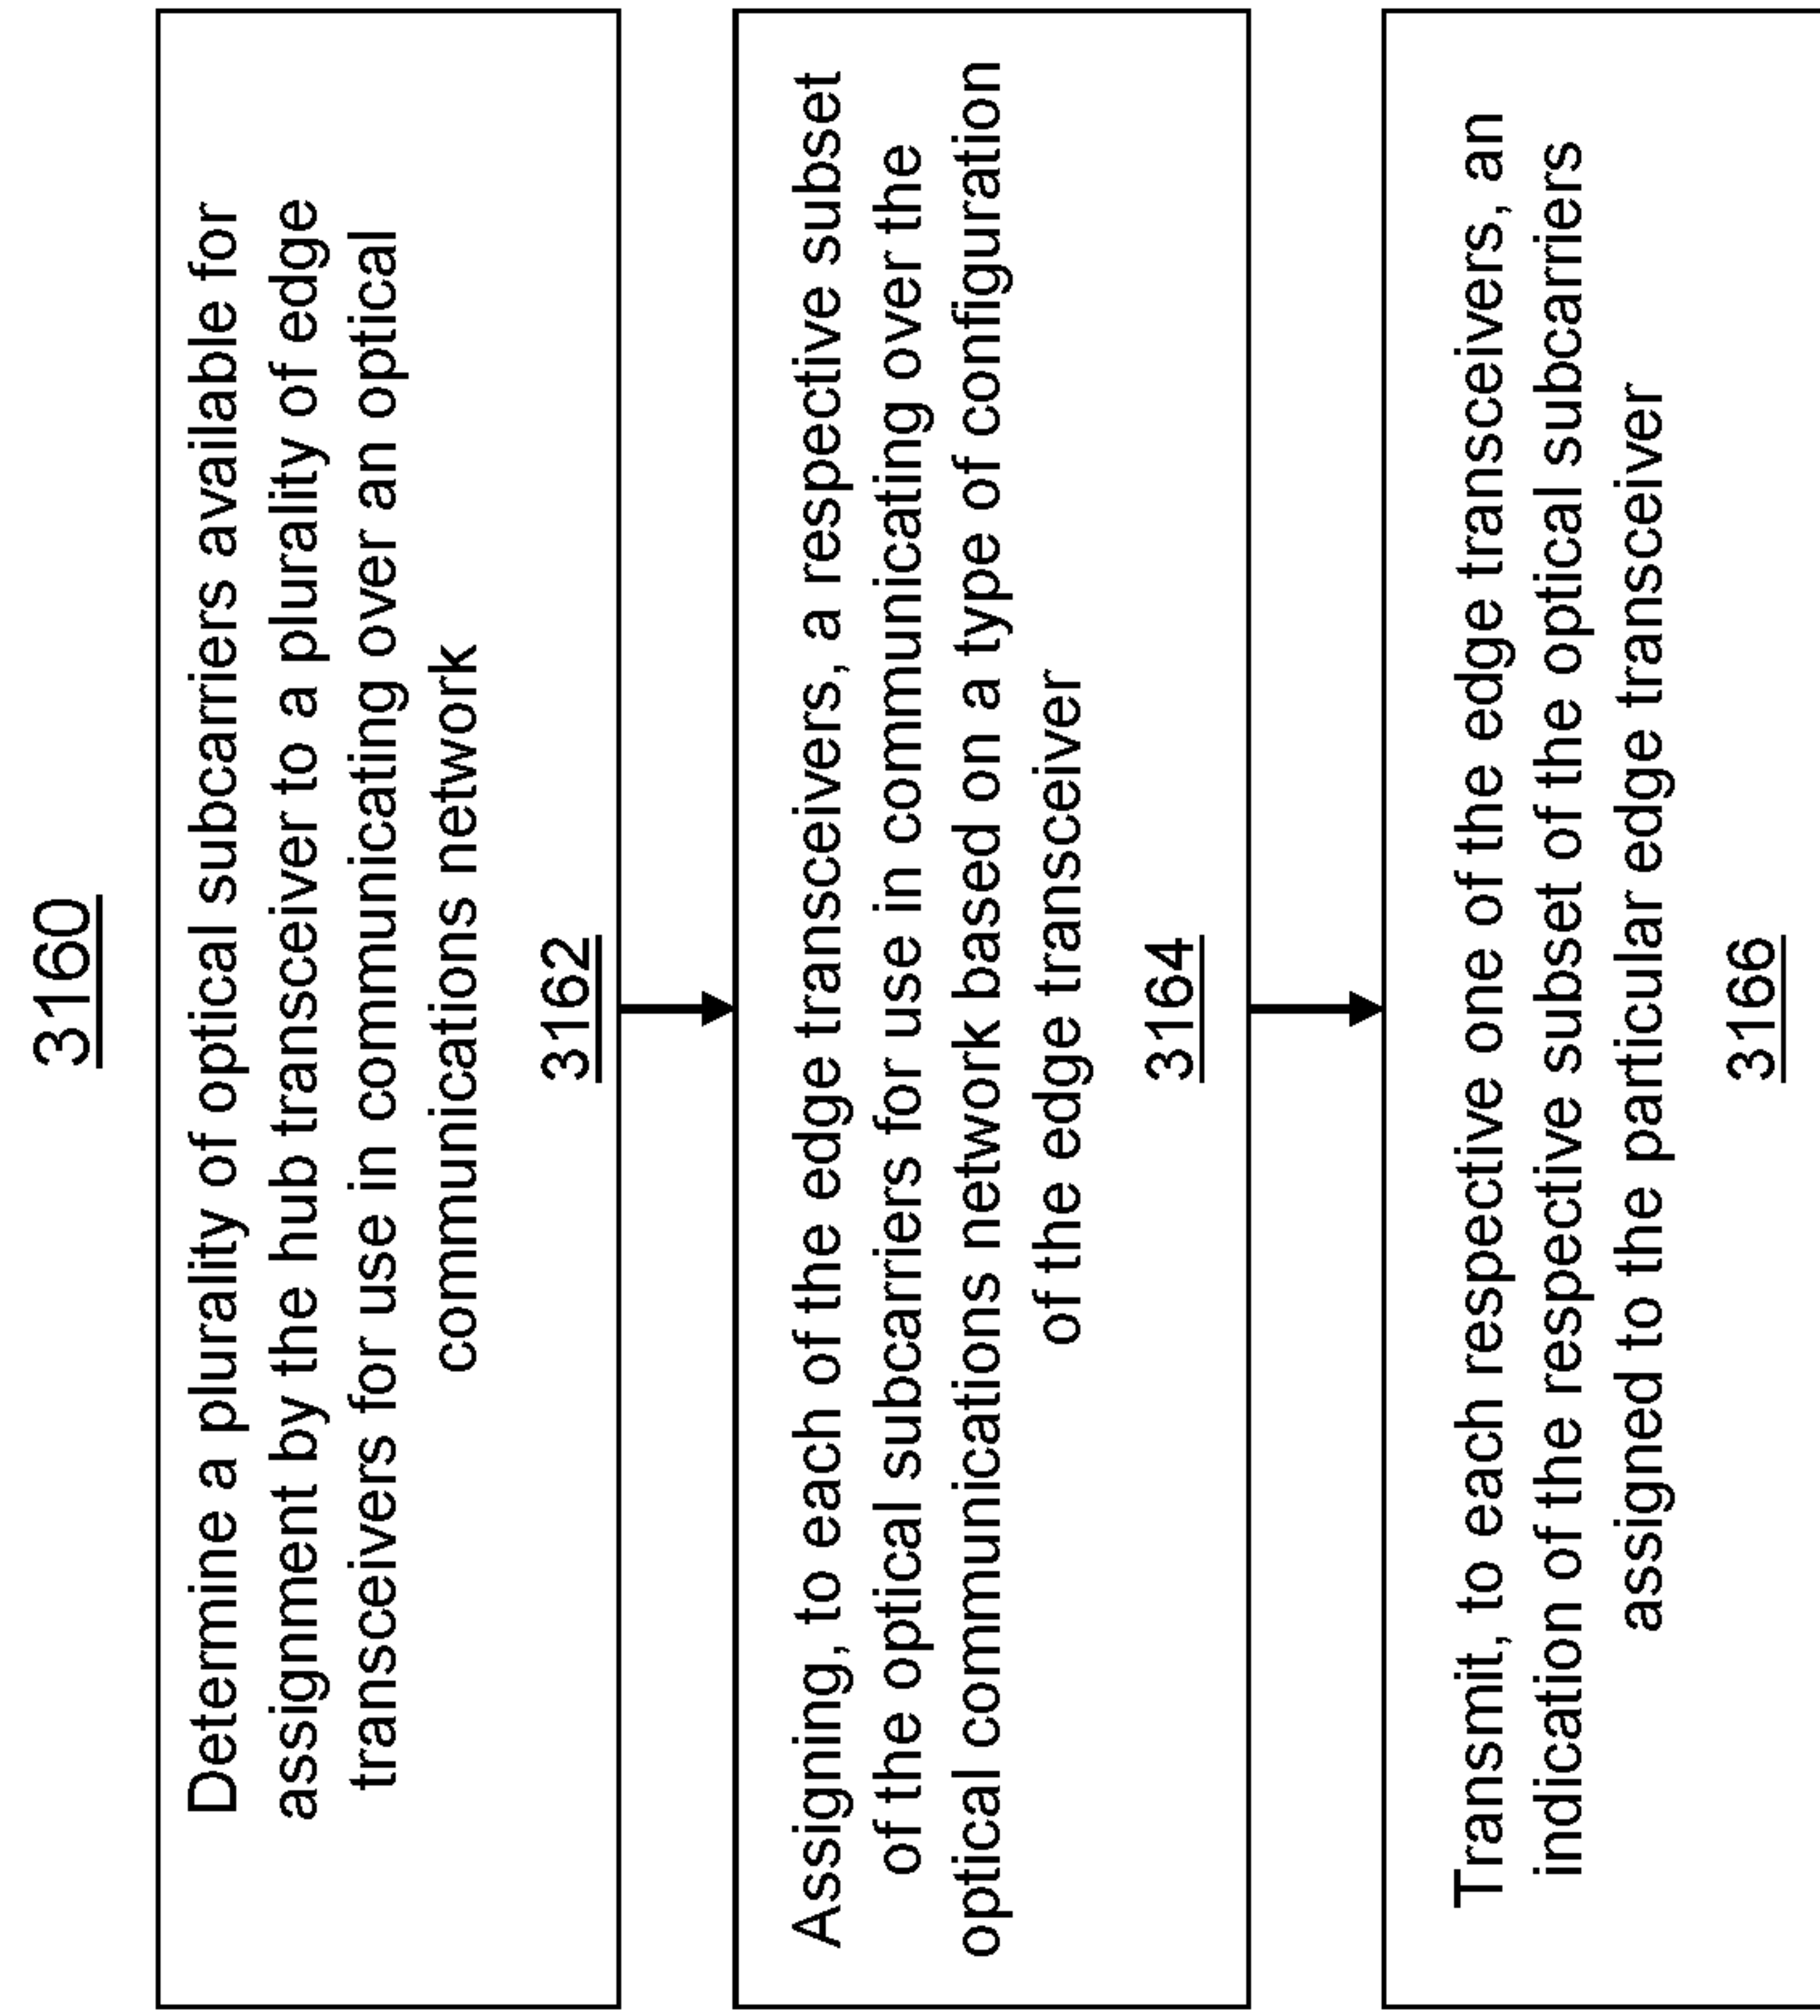 3160
Determine a plurality of optical subcarriers available for
assignment by the hub transceiver to a plurality of edge
transceivers for use in communicating over an optical
communications network
3162
Assigning, to each of the edge transceivers, a respective subset
of the optical subcarriers for use in communicating over the
optical communications network based on a type of configuration
of the edge transceiver
3164
Transmit, to each respective one of the edge transceivers, an
indication of the respective subset of the optical subcarriers
assigned to the particular edge transceiver
3166